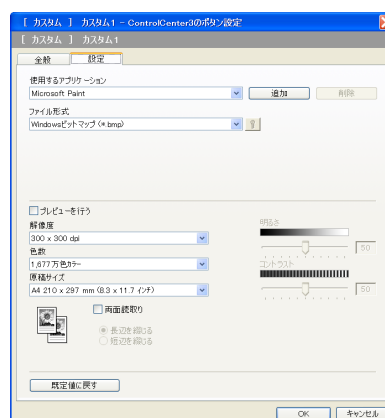 [ カスタム ] カスタム1 - ControlCenter3のボタン設定
[ カスタム ] カスタム1
全般 設定
使用するアプリケーション
Microsoft Paint 追加 削除
ファイル形式
Windowsビットマップ (*.bmp)
プレビューを行う
解像度
300 x 300 dpi
色数
1,677万色カラー
原稿サイズ
A4 210 x 297 mm (8.3 x 11.7 インチ)
明るさ
50
コントラスト
50
両面読取り
長辺を綴じる
短辺を綴じる
既定値に戻す
OK キャンセル